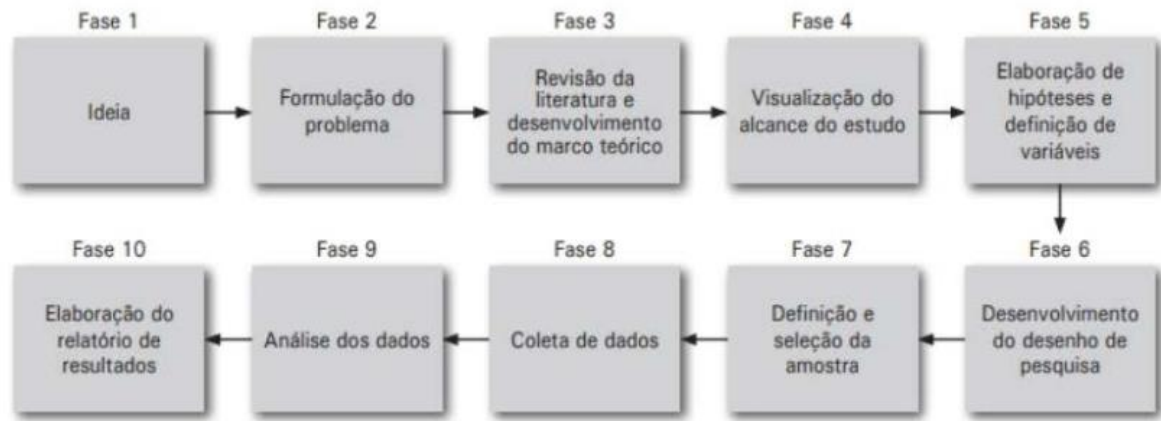 Fase 1
Ideia
Fase 2
Formulação do
problema
Fase 3
Revisão da
literatura e
desenvolvimento
do marco teórico
Fase 4
Visualização do
alcance do estudo
Fase 5
Elaboração de
hipóteses e
definição de
variáveis
Fase 6
Desenvolvimento
do desenho de
pesquisa
Fase 7
Definição e
seleção da
amostra
Fase 8
Coleta de dados
Fase 9
Análise dos dados
Fase 10
Elaboração do
relatório de
resultados